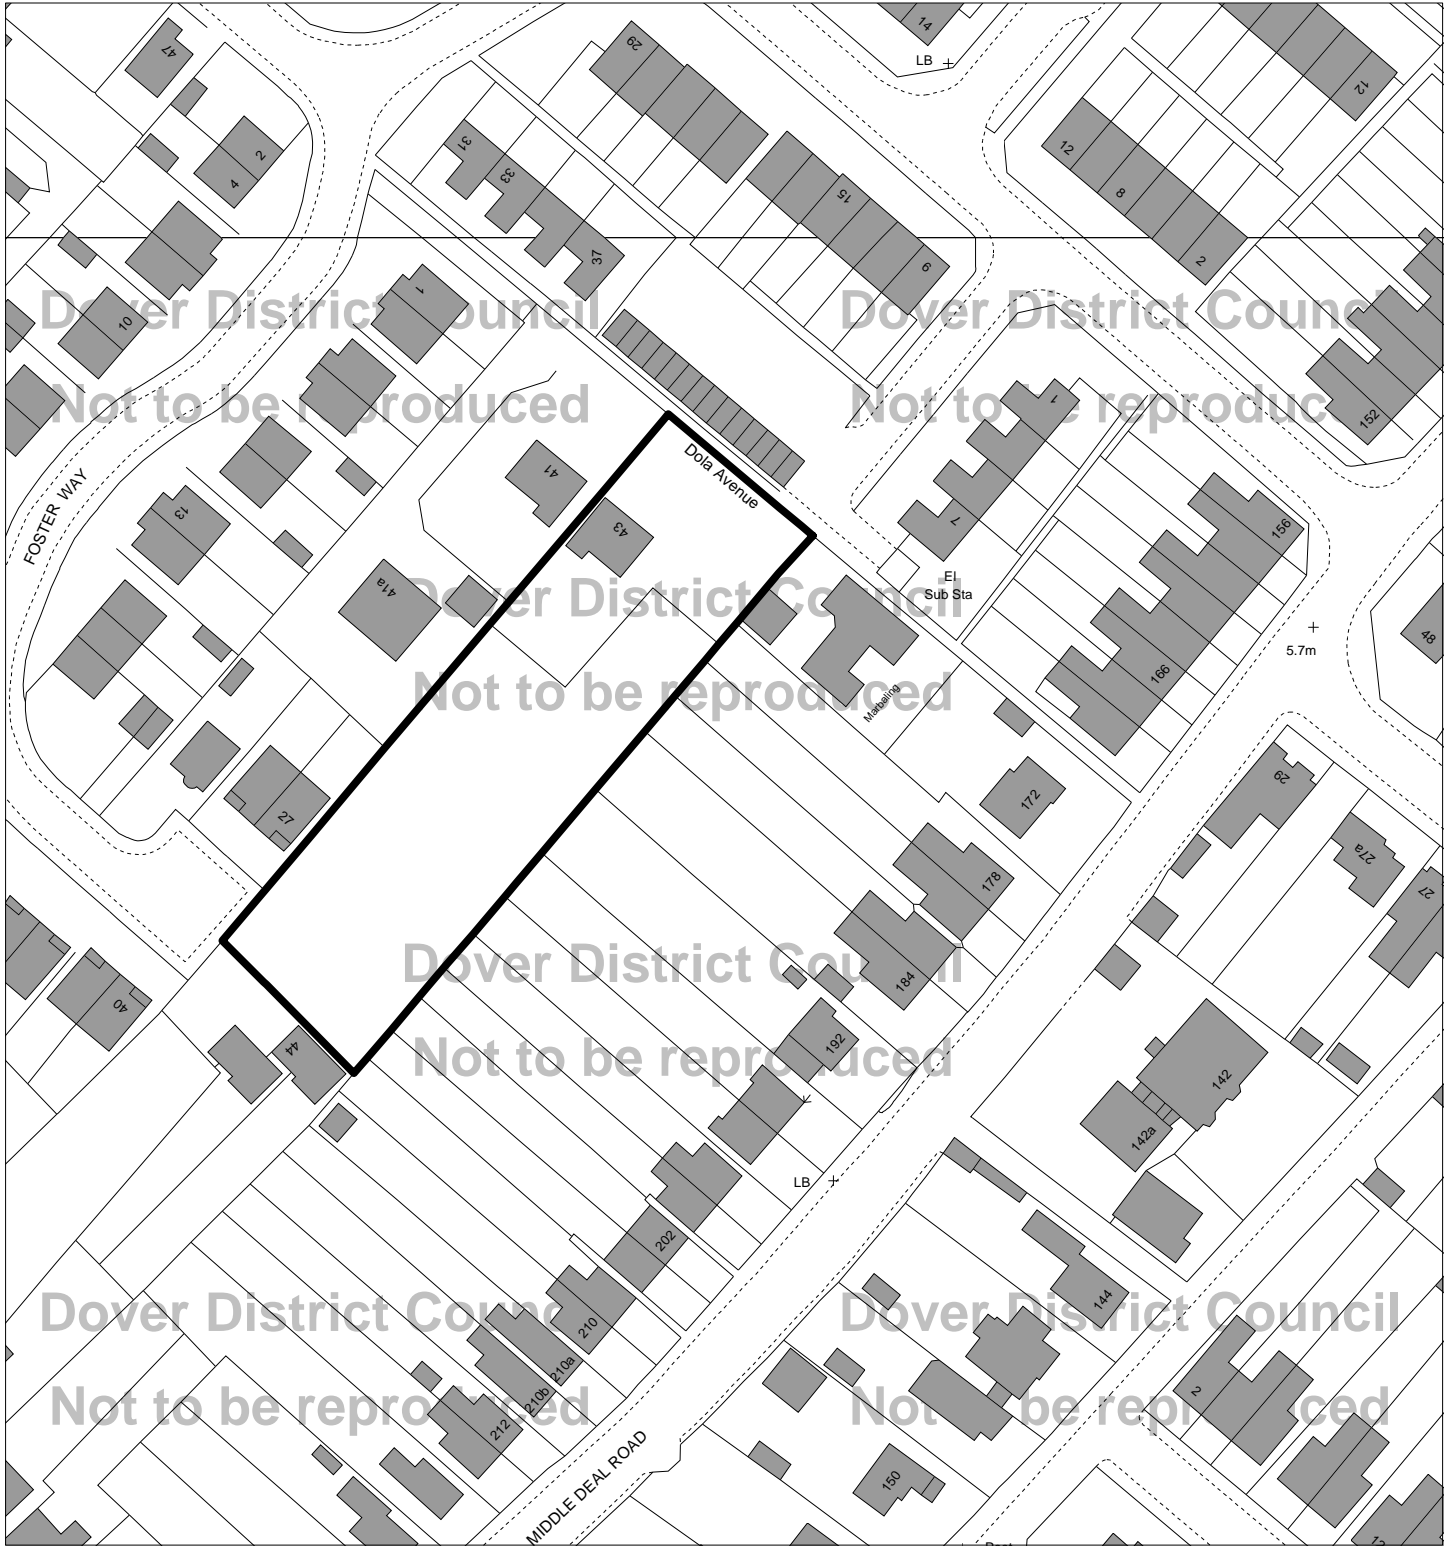 14
LB
47
29
12
2
4
31
33
12
8
15
37
9
2
1
10
Dover District Council
Dover District Council
Not to be reproduced
Not to be reproduced
1
152
41
Dola Avenue
43
FOSTER WAY
13
7
156
41a
El
Sub Sta
Dover District Council
48
5.7m
166
Not to be reproduced
Marbaling
29
172
27
27a
178
27
Dover District Council
184
40
44
192
Not to be reproduced
142
142a
LB
202
144
Dover District Council
Dover District Council
210
210a
2
210b
Not to be reproduced
Not to be reproduced
212
150
MIDDLE DEAL ROAD